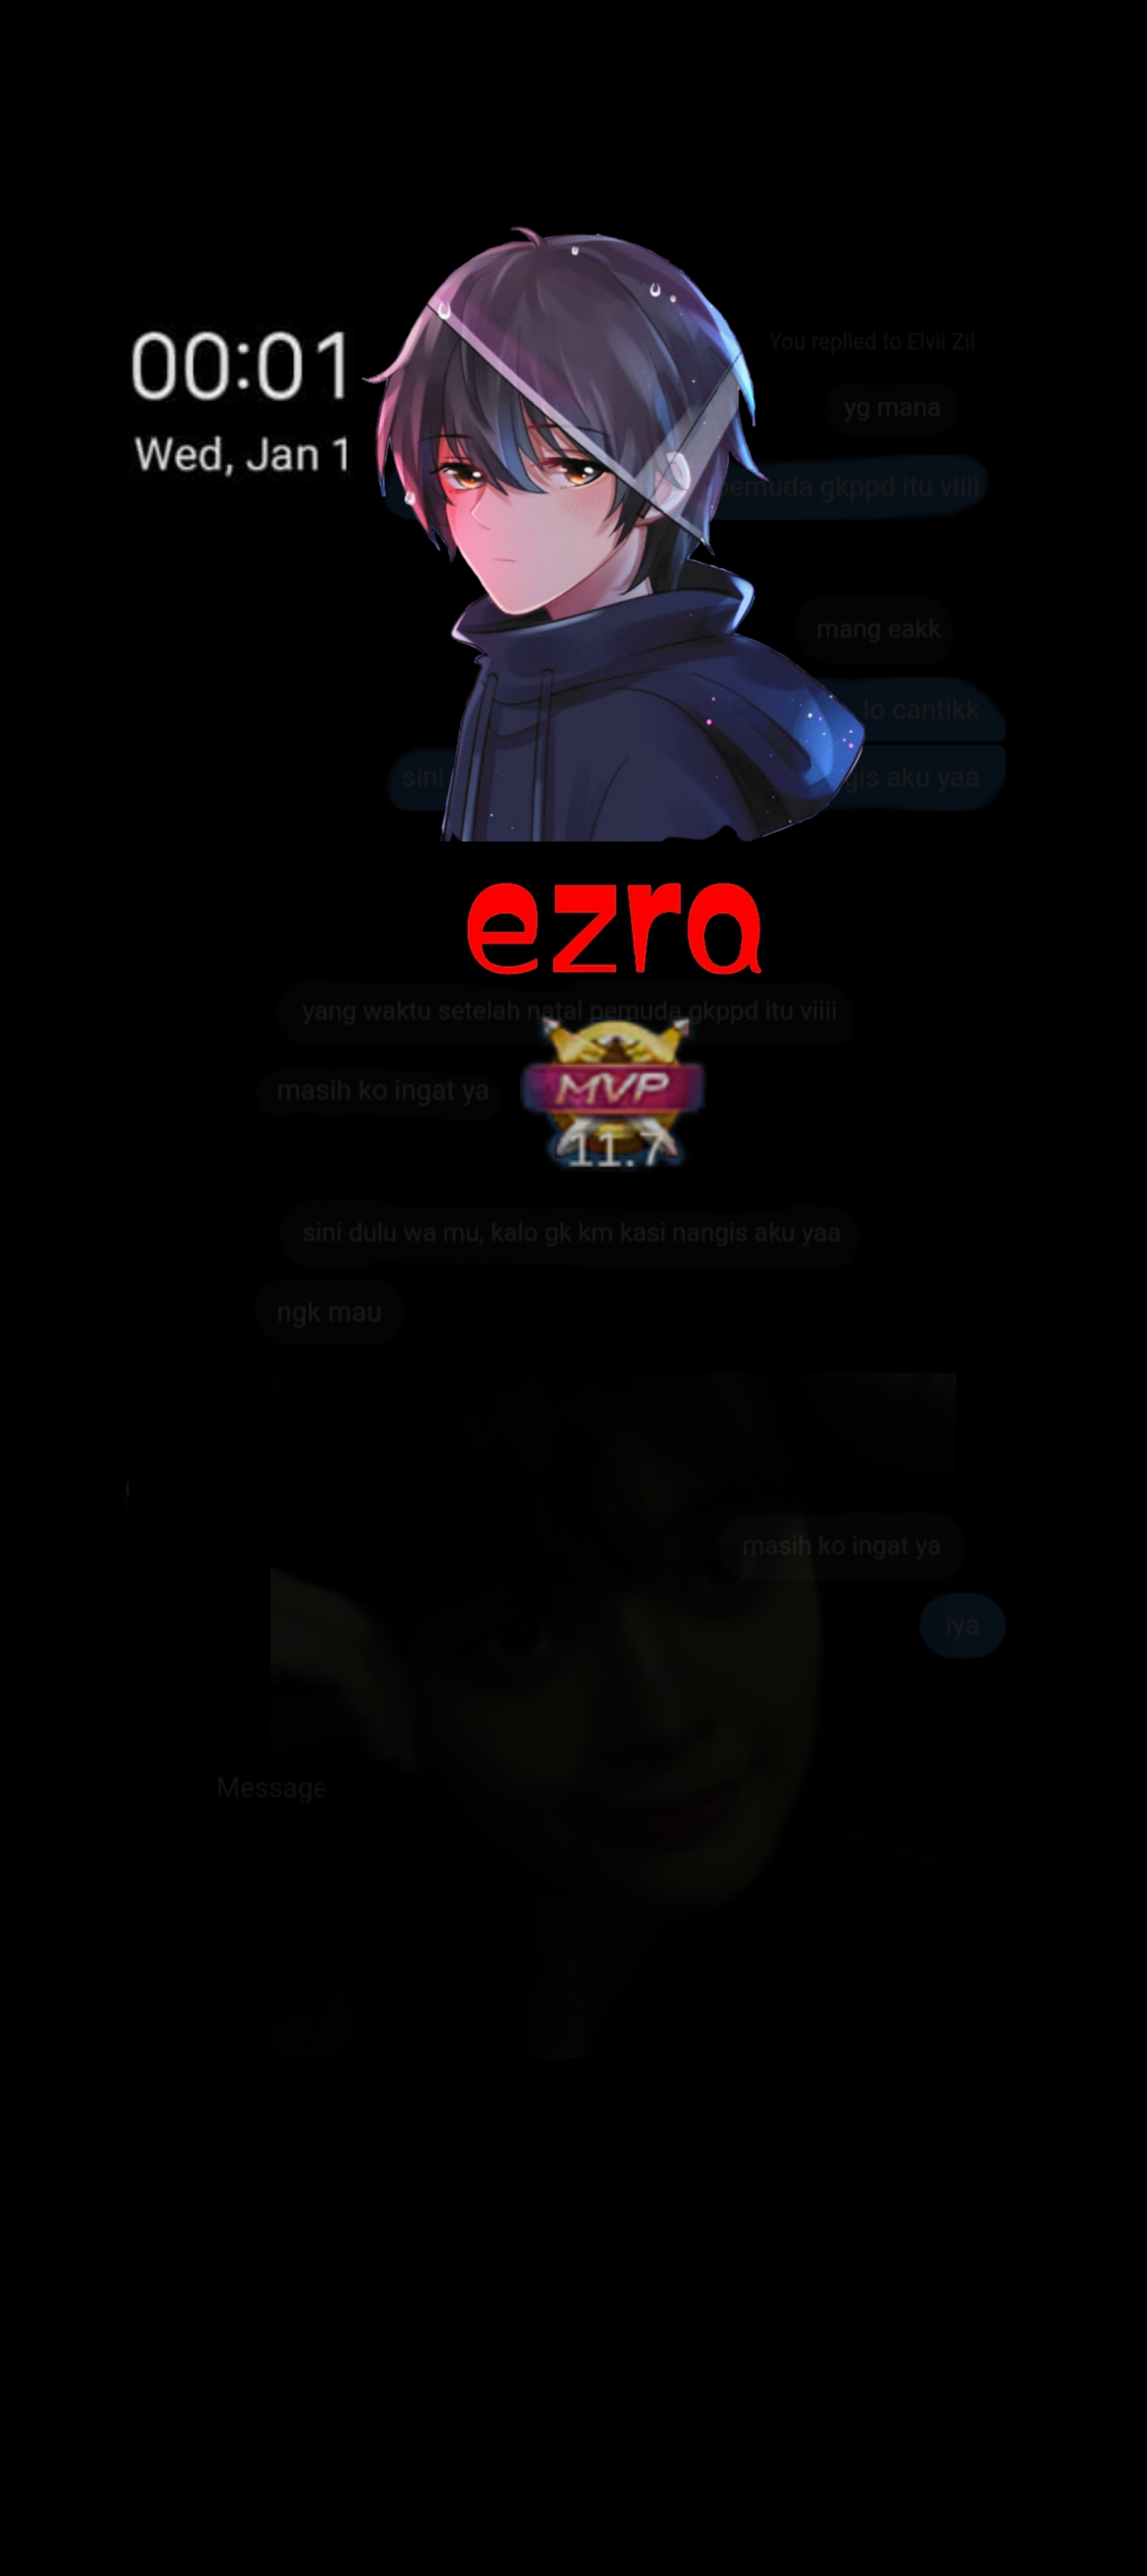 00:01
Wed, Jan 1
You replied to Elvii Zil
yg mana
pemuda gkppd itu viiii
mang eakk
lo cantikk
sini
gis aku yaa
ezra
yang waktu setelah natal pemuda gkppd itu viiii
masih ko ingat ya
MVP
11.7
sini dulu wa mu, kalo gk km kasi nangis aku yaa
ngk mau
masih ko ingat ya
iya
Message